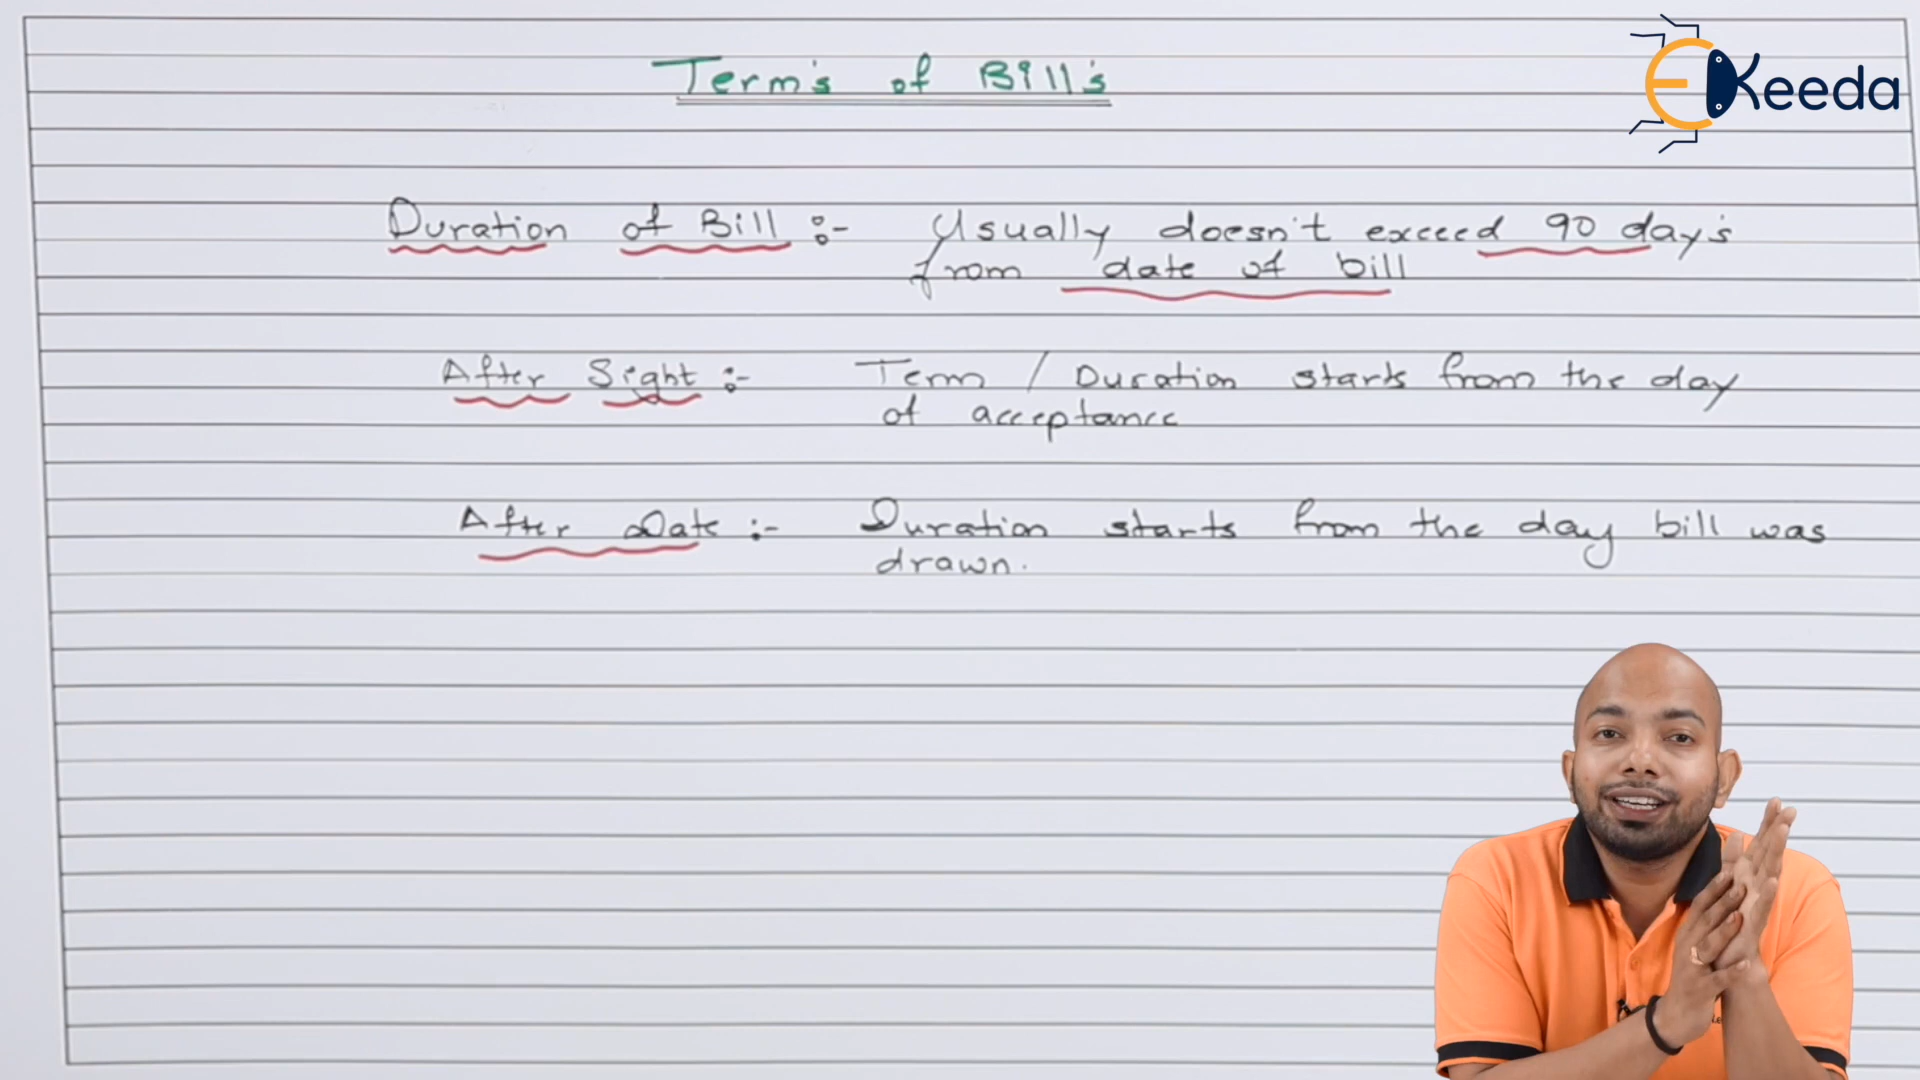 Term's of Bill's
EKeeda
Duration of Bill :- Usually doesn't exceed 90 day's
from date of bill
After Sight :- Term / Duration starts from the day
of acceptance
After Date :- Duration starts from the day bill was
drawn.